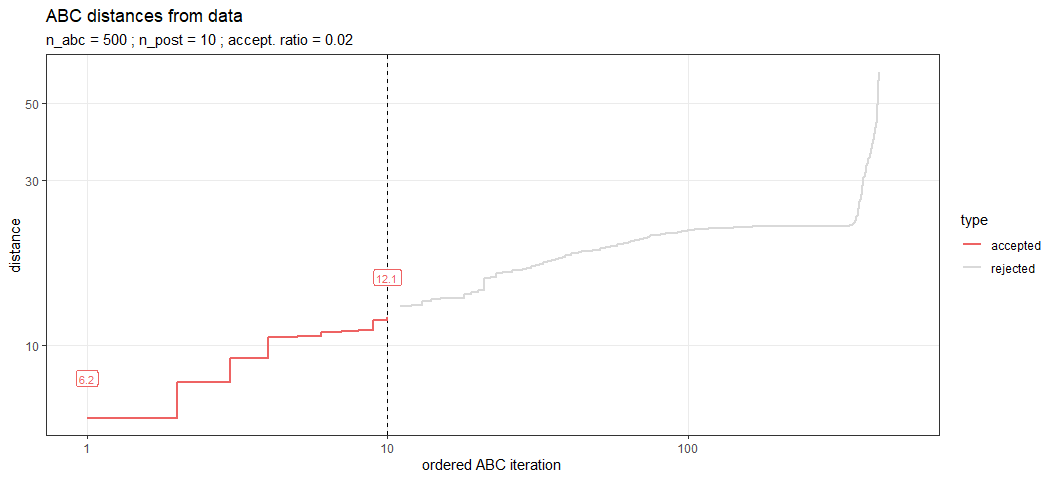 ABC distances from data
n_abc = 500 ; n_post = 10 ; accept. ratio = 0.02
50
30
10
distance
12.1
6.2
1
10
100
ordered ABC iteration
type
accepted
rejected